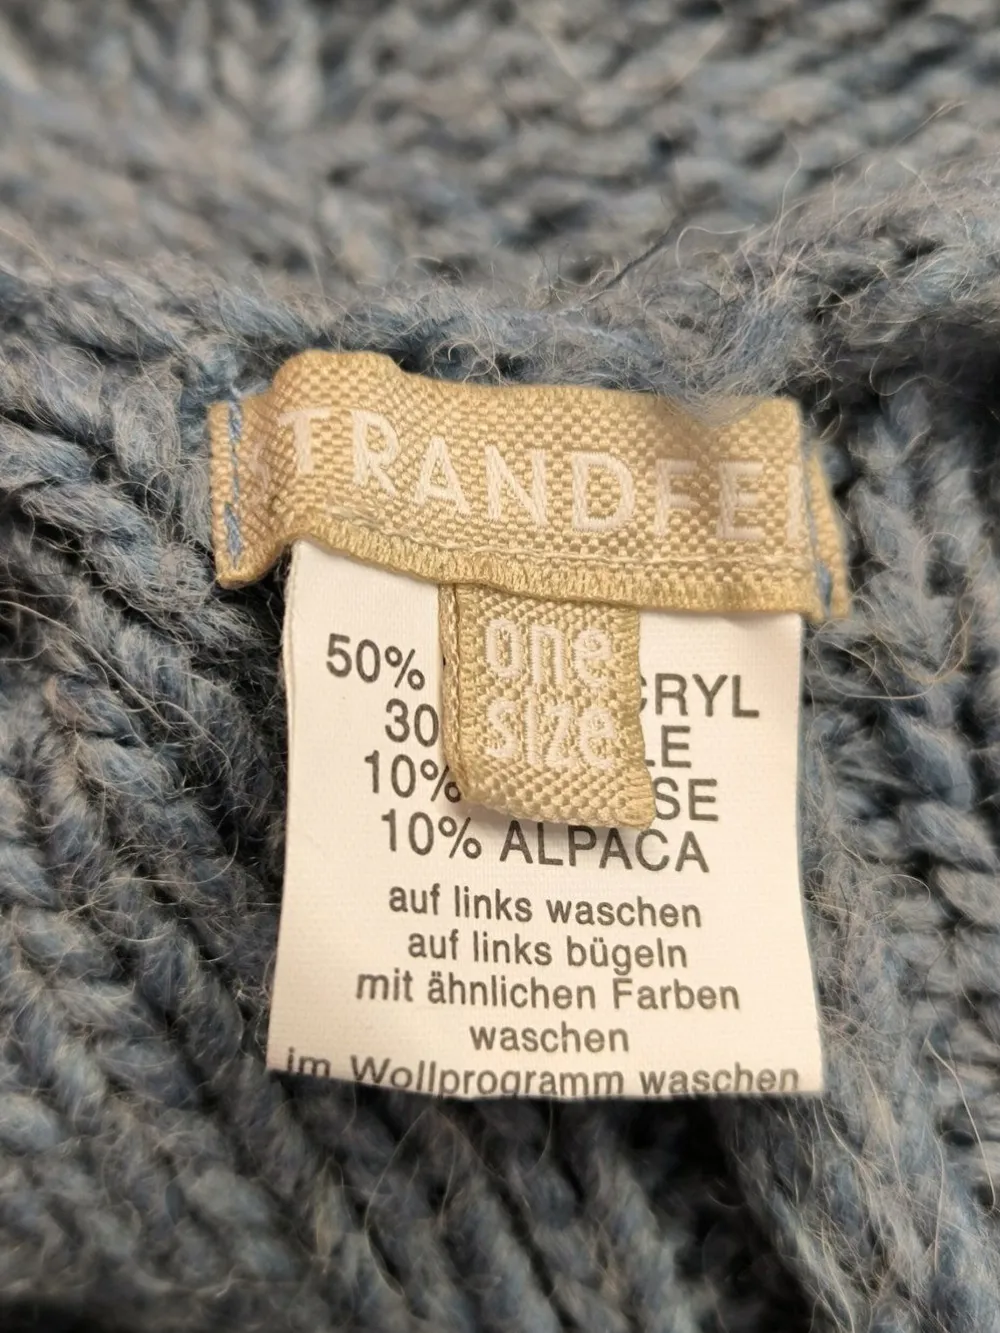 STRANDFE
one
size
50% CRYL
30 LE
10% SE
10% ALPACA
auf links waschen
auf links bügeln
mit ähnlichen Farben
waschen
im Wollprogramm waschen